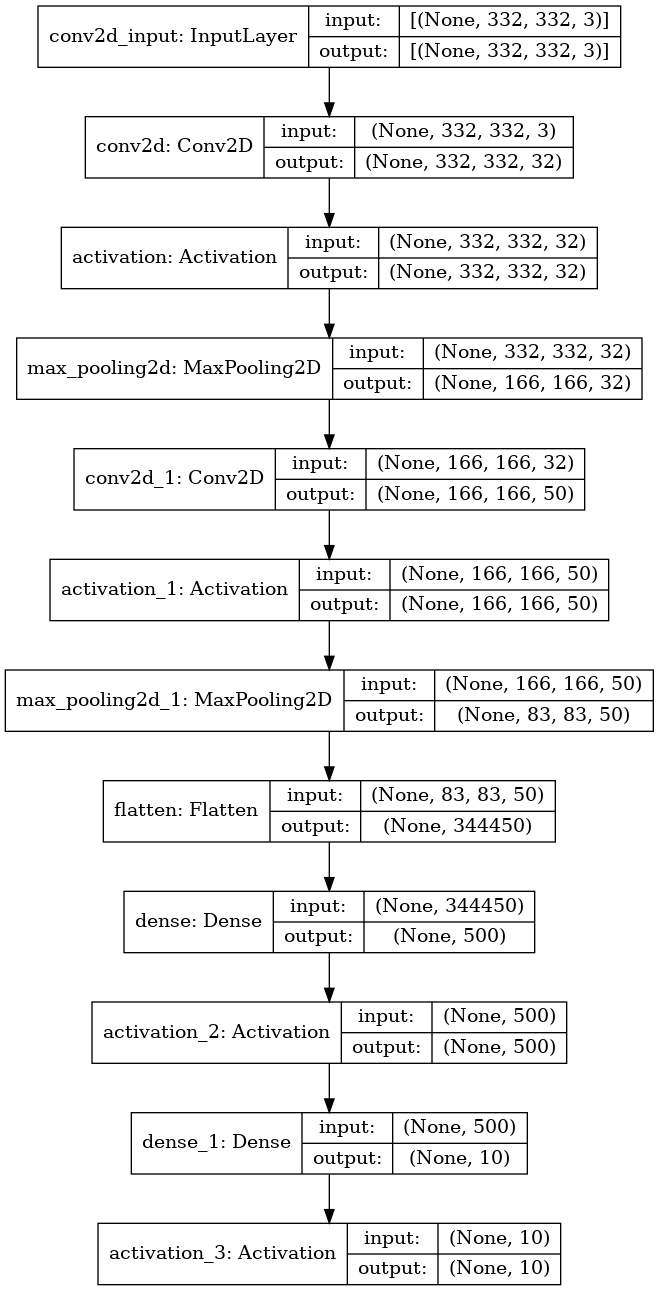 conv2d_input: InputLayer
input:
[(None, 332, 332, 3)]
output:
[(None, 332, 332, 3)]
conv2d: Conv2D
input:
(None, 332, 332, 3)
output:
(None, 332, 332, 32)
activation: Activation
input:
(None, 332, 332, 32)
output:
(None, 332, 332, 32)
max_pooling2d: MaxPooling2D
input:
(None, 332, 332, 32)
output:
(None, 166, 166, 32)
conv2d_1: Conv2D
input:
(None, 166, 166, 32)
output:
(None, 166, 166, 50)
activation_1: Activation
input:
(None, 166, 166, 50)
output:
(None, 166, 166, 50)
max_pooling2d_1: MaxPooling2D
input:
(None, 166, 166, 50)
output:
(None, 83, 83, 50)
flatten: Flatten
input:
(None, 83, 83, 50)
output:
(None, 344450)
dense: Dense
input:
(None, 344450)
output:
(None, 500)
activation_2: Activation
input:
(None, 500)
output:
(None, 500)
dense_1: Dense
input:
(None, 500)
output:
(None, 10)
activation_3: Activation
input:
(None, 10)
output:
(None, 10)